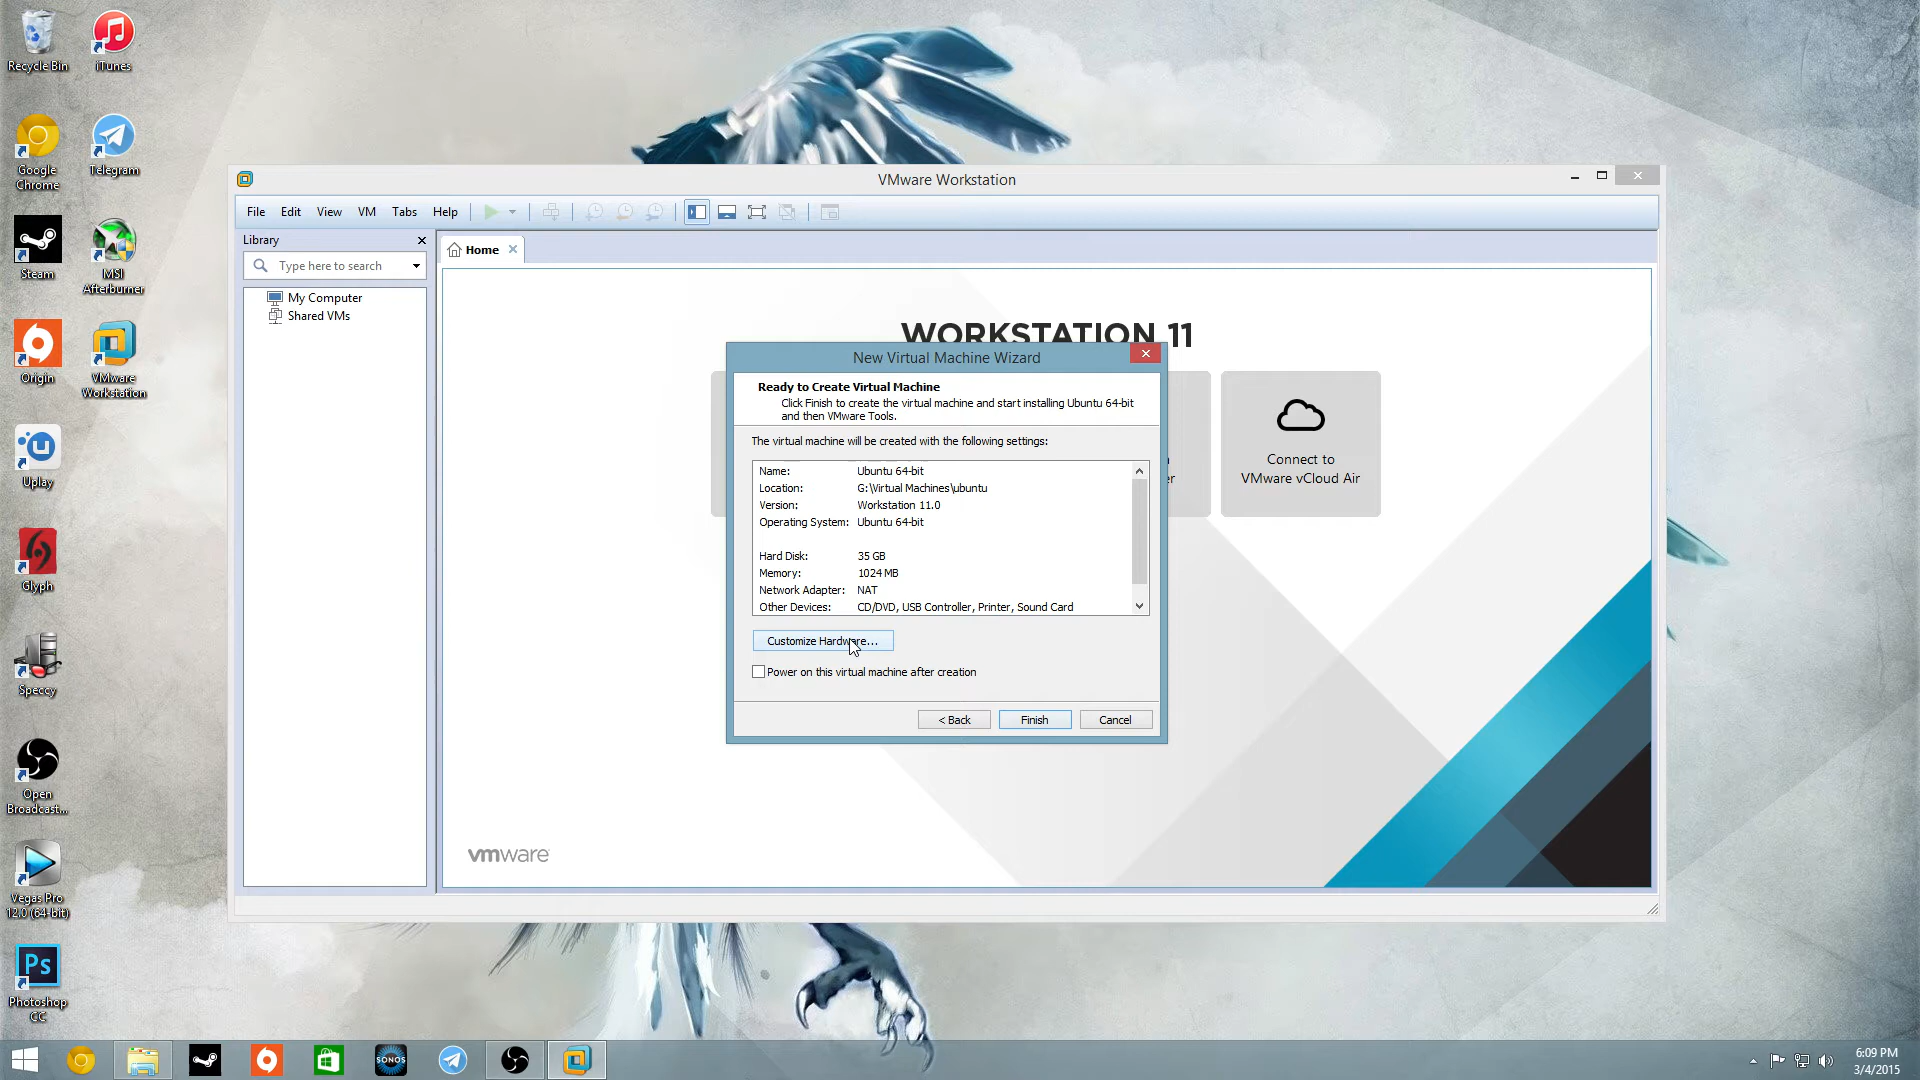 Recycle Bin
iTunes
Google
Chrome
Telegram
Steam
MSI
Afterburner
Origin
VMware
Workstation
Uplay
Glyph
Speccy
Open
Broadcast...
Vegas Pro
12.0 (64-bit)
Ps
Photoshop
CC
VMware Workstation
File Edit View VM Tabs Help
Library
Type here to search
My Computer
Shared VMs
Home
WORKSTATION 11
er
Connect to
VMware vCloud Air
vmware
New Virtual Machine Wizard
Ready to Create Virtual Machine
Click Finish to create the virtual machine and start installing Ubuntu 64-bit
and then VMware Tools.
The virtual machine will be created with the following settings:
Name: Ubuntu 64-bit
Location: G:\Virtual Machines\ubuntu
Version: Workstation 11.0
Operating System: Ubuntu 64-bit
Hard Disk: 35 GB
Memory: 1024 MB
Network Adapter: NAT
Other Devices: CD/DVD, USB Controller, Printer, Sound Card
Customize Hardware...
Power on this virtual machine after creation
< Back Finish Cancel
SONOS
6:09 PM
3/4/2015